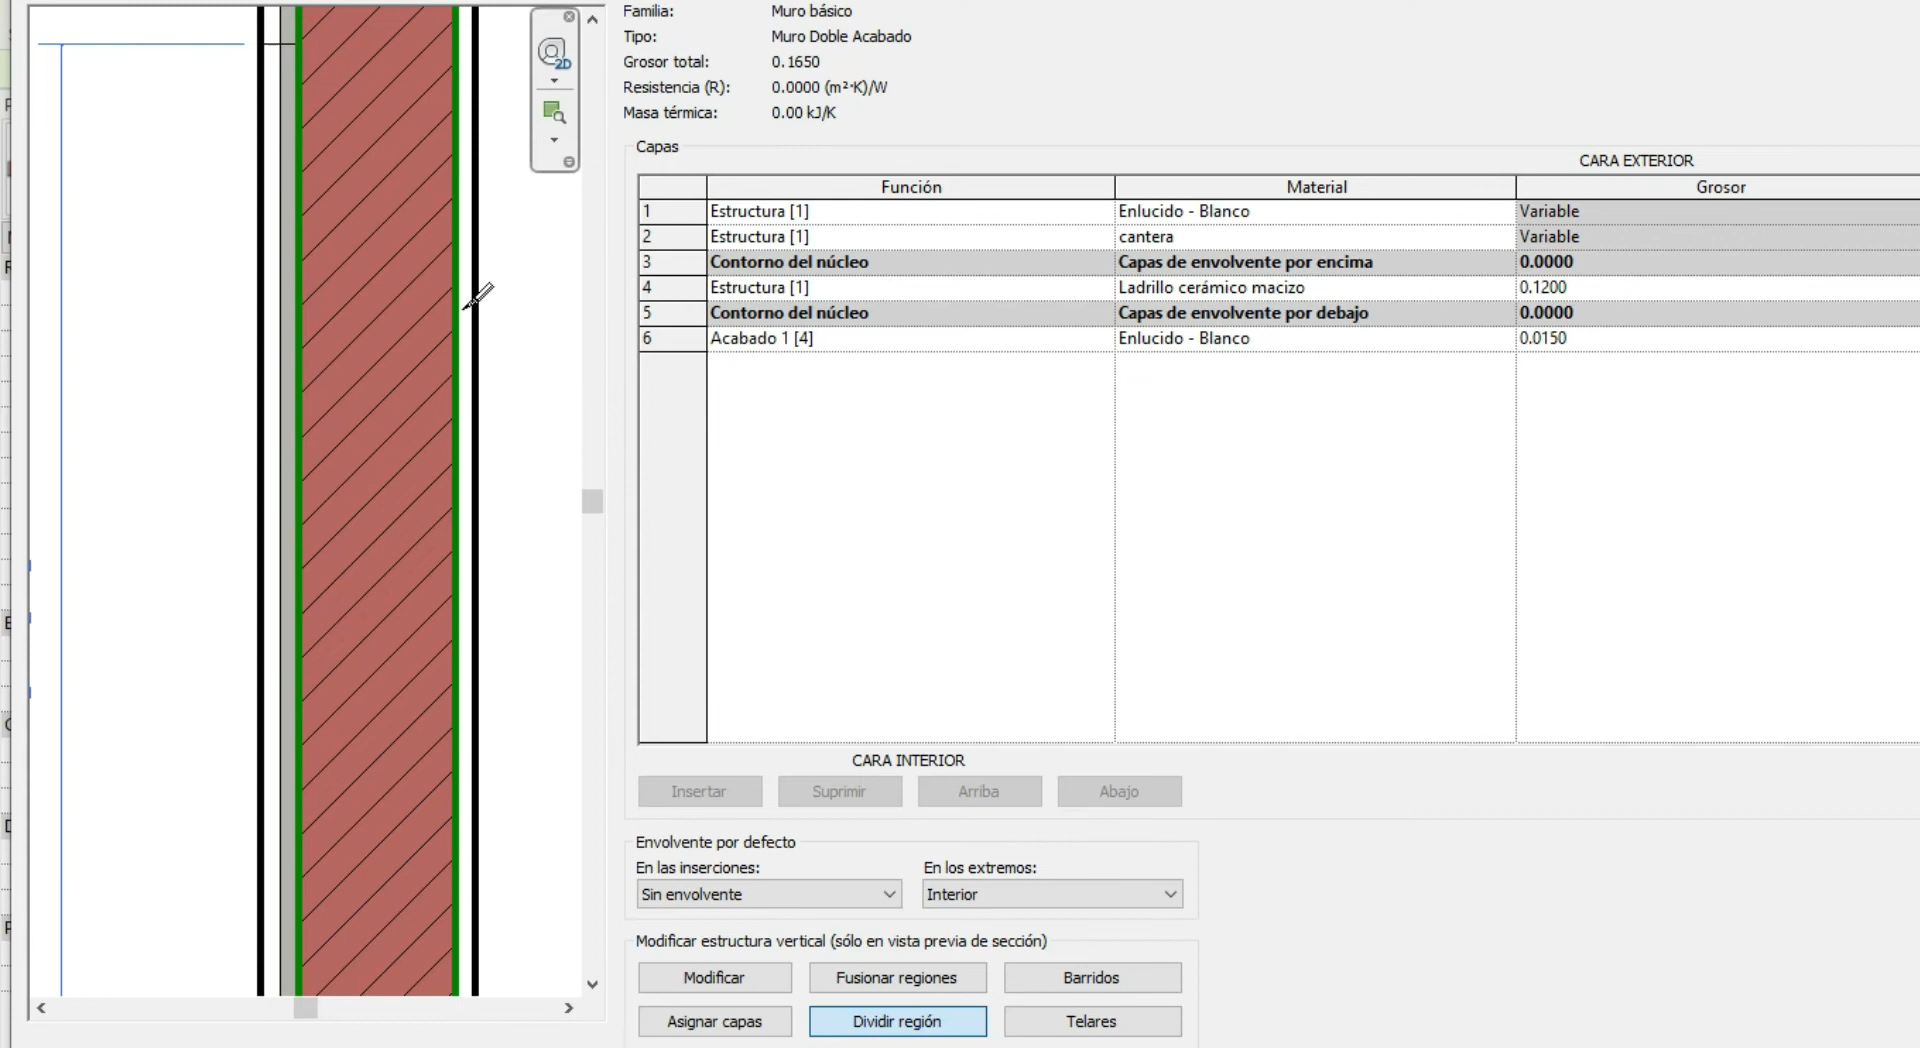 Familia: Muro básico
Tipo: Muro Doble Acabado
Grosor total: 0.1650
Resistencia (R): 0.0000 (m²·K)/W
Masa térmica: 0.00 kJ/K
2D
Capas
CARA EXTERIOR
Función Material Grosor
1 Estructura [1] Enlucido - Blanco Variable
2 Estructura [1] cantera Variable
3 Contorno del núcleo Capas de envolvente por encima 0.0000
4 Estructura [1] Ladrillo cerámico macizo 0.1200
5 Contorno del núcleo Capas de envolvente por debajo 0.0000
6 Acabado 1 [4] Enlucido - Blanco 0.0150
CARA INTERIOR
Insertar Suprimir Arriba Abajo
Envolvente por defecto
En las inserciones: En los extremos:
Sin envolvente Interior
Modificar estructura vertical (sólo en vista previa de sección)
Modificar Fusionar regiones Barridos
Asignar capas Dividir región Telares